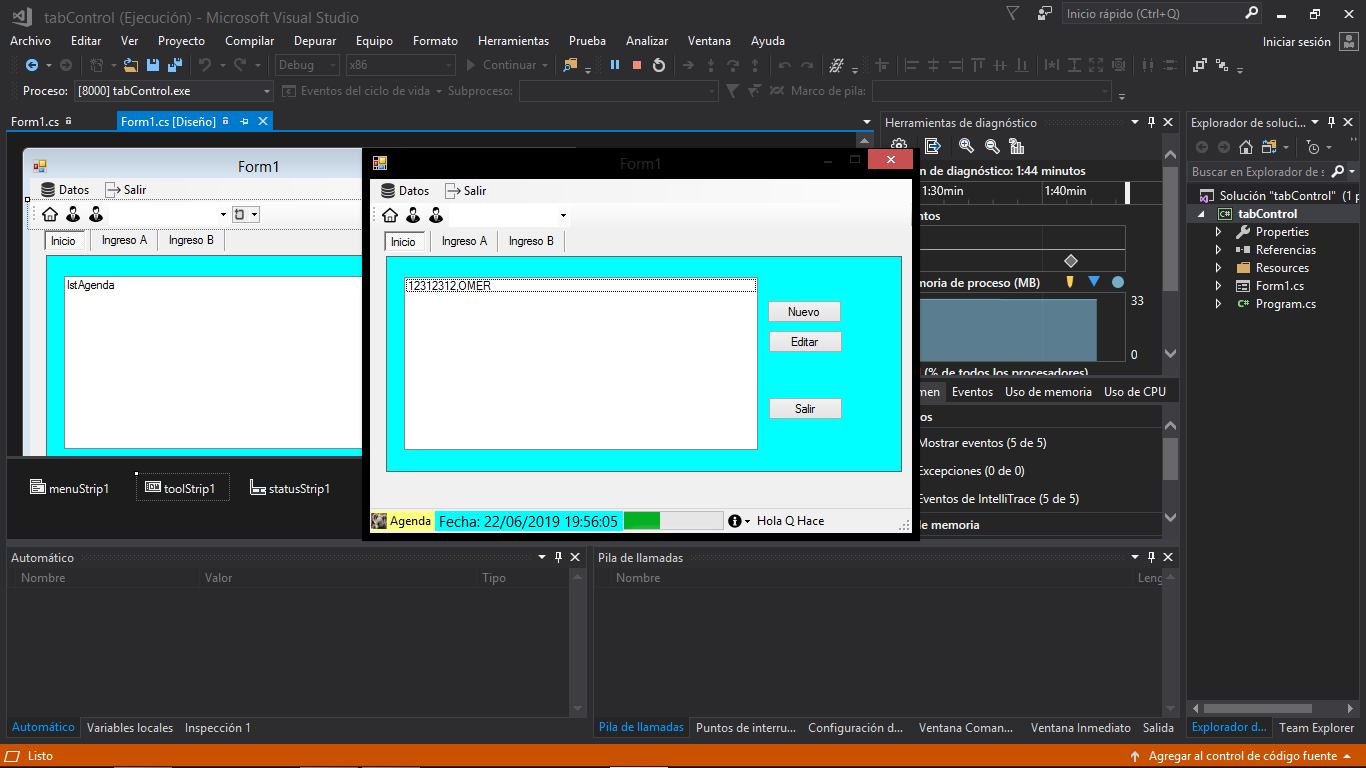 tabControl (Ejecución) - Microsoft Visual Studio
Inicio rápido (Ctrl+Q)
Archivo Editar Ver Proyecto Compilar Depurar Equipo Formato Herramientas Prueba Analizar Ventana Ayuda
Iniciar sesión
Debug x86 Continuar
Proceso: [8000] tabControl.exe Eventos del ciclo de vida Subproceso: Marco de pila:
Form1.cs Form1.cs [Diseño]
Form1
Datos Salir
Inicio Ingreso A Ingreso B
lstAgenda
menuStrip1 toolStrip1 statusStrip1
Form1
Datos Salir
Inicio Ingreso A Ingreso B
12312312,OMER
Nuevo
Editar
Salir
Agenda Fecha: 22/06/2019 19:56:05 Hola Q Hace
Herramientas de diagnóstico
n de diagnóstico: 1:44 minutos
1:30min 1:40min
ntos
moria de proceso (MB)
33
0
(% de todos los procesadores)
men Eventos Uso de memoria Uso de CPU
os
Mostrar eventos (5 de 5)
Excepciones (0 de 0)
Eventos de IntelliTrace (5 de 5)
de memoria
Explorador de soluci...
Buscar en Explorador de s
Solución "tabControl" (1 p
tabControl
Properties
Referencias
Resources
Form1.cs
Program.cs
Automático
Nombre Valor Tipo
Automático Variables locales Inspección 1
Pila de llamadas
Nombre Leng
Pila de llamadas Puntos de interru... Configuración d... Ventana Coman... Ventana Inmediato Salida
Explorador d... Team Explorer
Listo
Agregar al control de código fuente